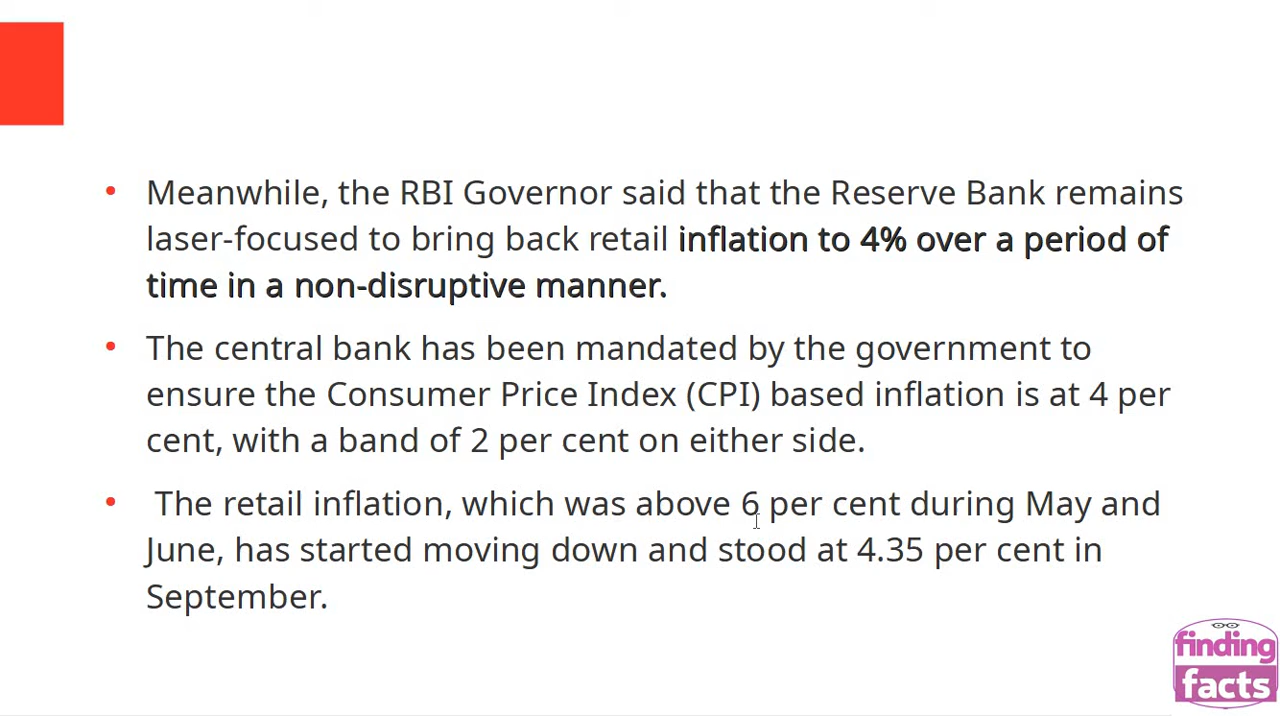 Meanwhile, the RBI Governor said that the Reserve Bank remains
laser-focused to bring back retail inflation to 4% over a period of
time in a non-disruptive manner.
The central bank has been mandated by the government to
ensure the Consumer Price Index (CPI) based inflation is at 4 per
cent, with a band of 2 per cent on either side.
The retail inflation, which was above 6 per cent during May and
June, has started moving down and stood at 4.35 per cent in
September.
finding
facts